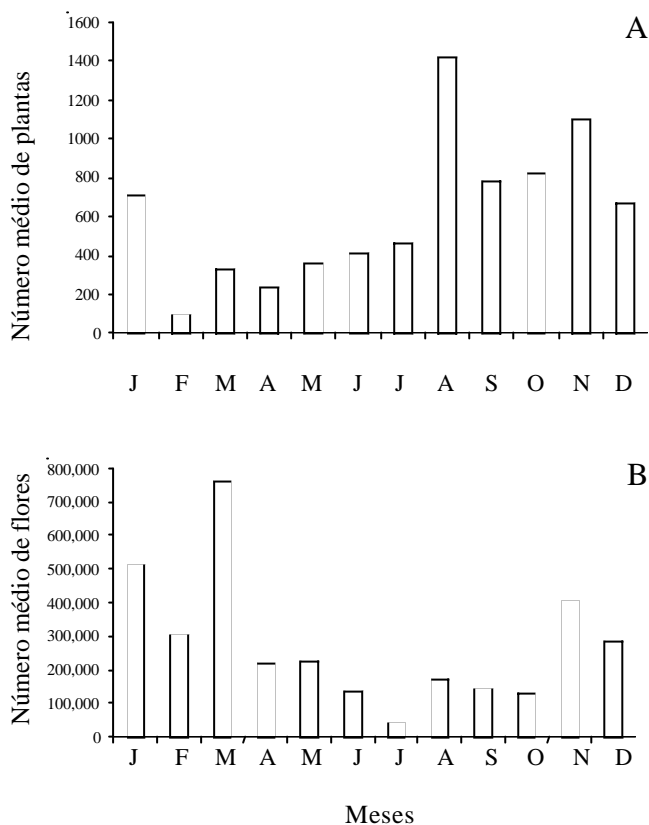 A
Número médio de plantas
1600
1400
1200
1000
800
600
400
200
0
J F M A M J J A S O N D
B
Número médio de flores
800,000
700,000
600,000
500,000
400,000
300,000
200,000
100,000
0
J F M A M J J A S O N D
Meses